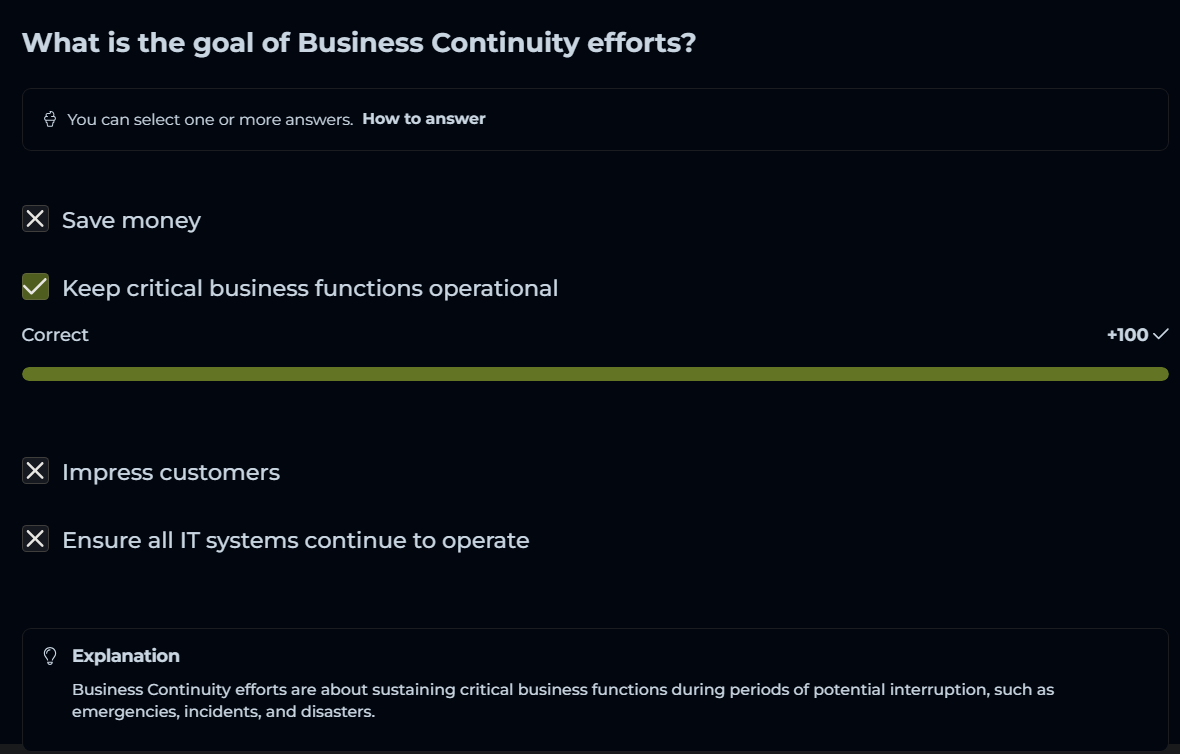 What is the goal of Business Continuity efforts?
You can select one or more answers. How to answer
Save money
Keep critical business functions operational
Correct
+100
Impress customers
Ensure all IT systems continue to operate
Explanation
Business Continuity efforts are about sustaining critical business functions during periods of potential interruption, such as
emergencies, incidents, and disasters.